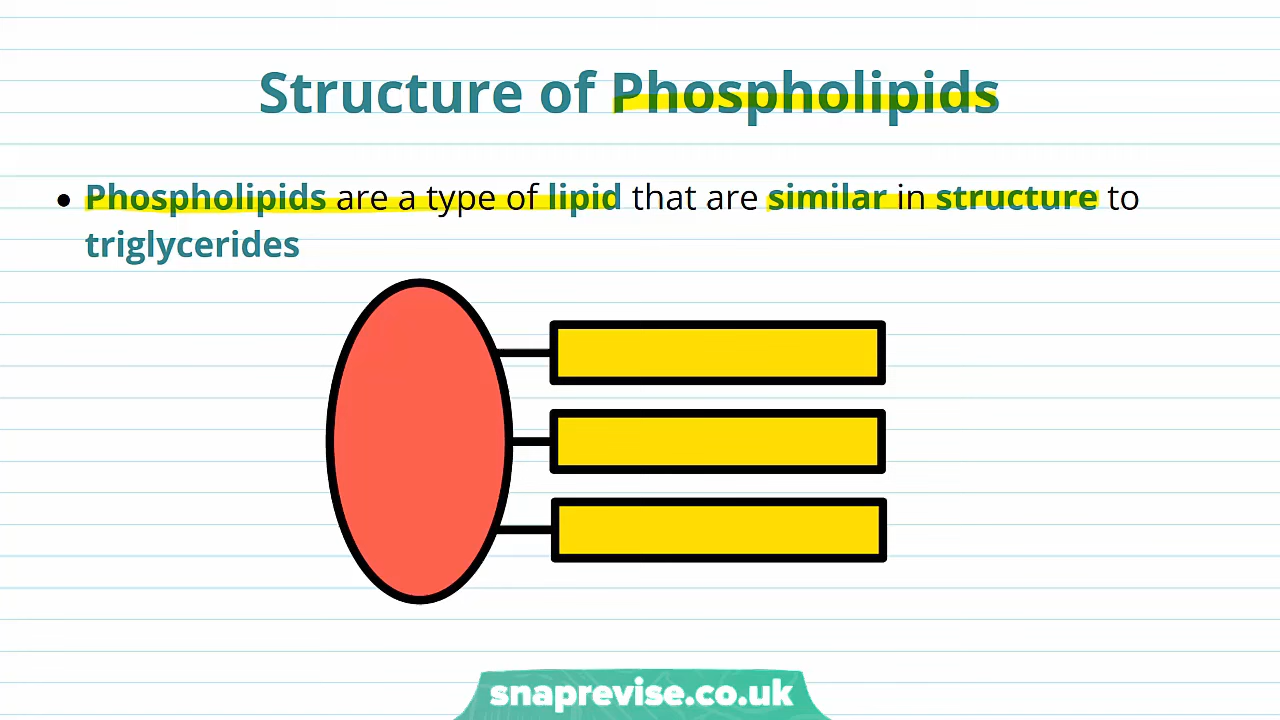 Structure of Phospholipids
• Phospholipids are a type of lipid that are similar in structure to
triglycerides
snaprevise.co.uk